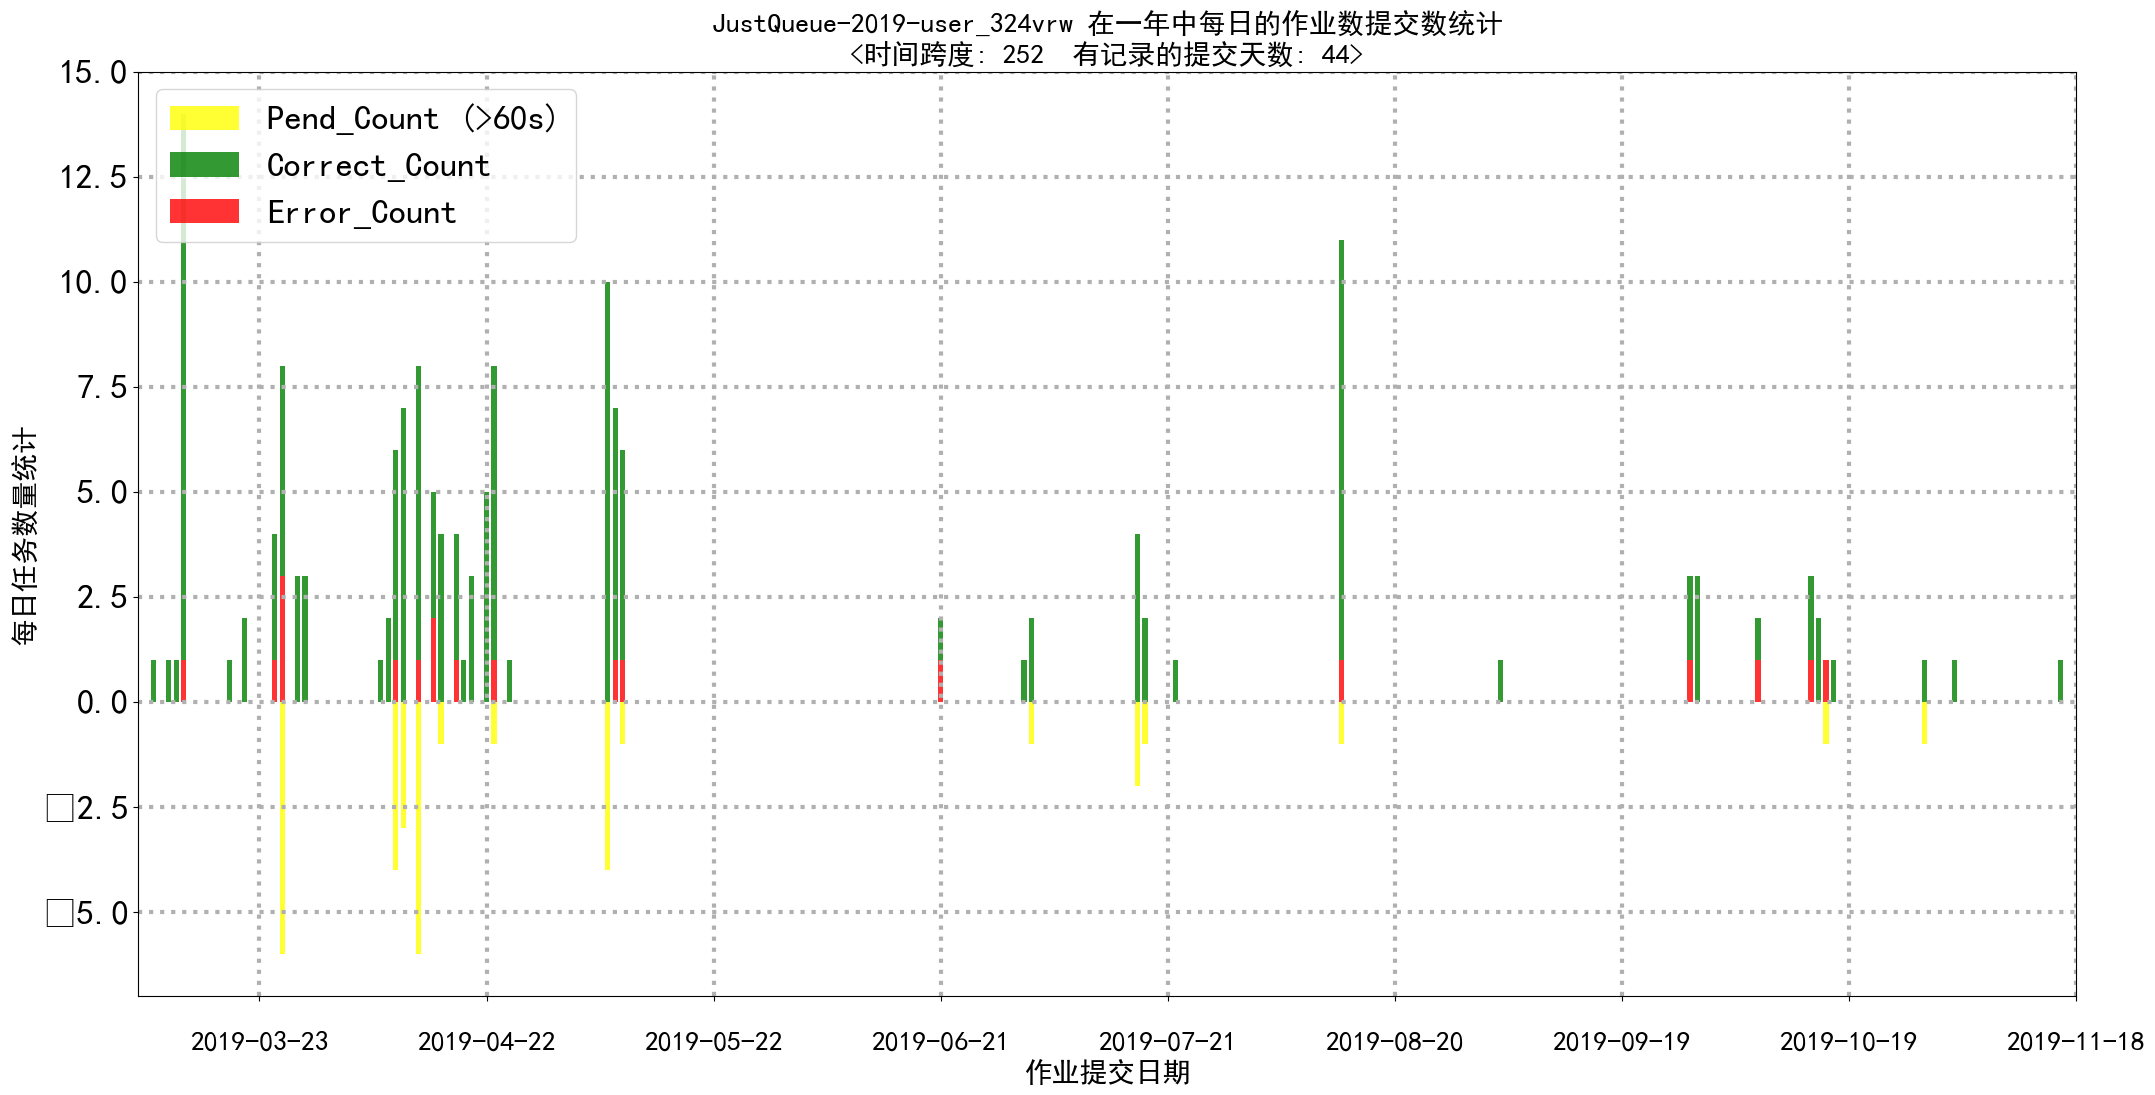 JustQueue-2019-user_324vrw 在一年中每日的作业数提交数统计
<时间跨度: 252  有记录的提交天数: 44>
Pend_Count (>60s)
Correct_Count
Error_Count
15.0
12.5
10.0
7.5
5.0
2.5
0.0
□2.5
□5.0
每日任务数量统计
2019-03-23
2019-04-22
2019-05-22
2019-06-21
2019-07-21
2019-08-20
2019-09-19
2019-10-19
2019-11-18
作业提交日期